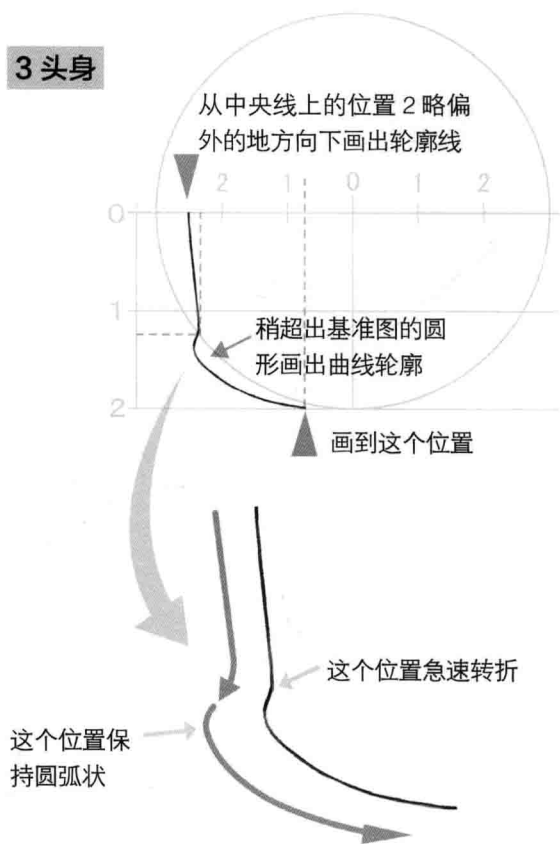 3 头身
从中央线上的位置 2 略偏
外的地方向下画出轮廓线
2 1 0 1 2
0
1
稍超出基准图的圆
形画出曲线轮廓
2
画到这个位置
这个位置急速转折
这个位置保
持圆弧状